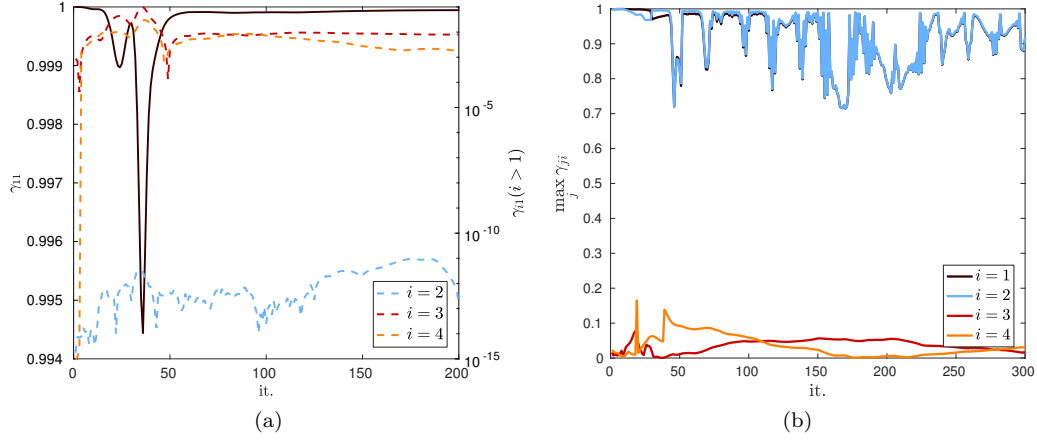 1
0.999
0.998
0.997
0.996
0.995
0.994
γ₁₁
0
50
100
150
200
it.
10⁻⁵
10⁻¹⁰
10⁻¹⁵
γᵢ₁(i > 1)
i = 2
i = 3
i = 4
(a)
1
0.9
0.8
0.7
0.6
0.5
0.4
0.3
0.2
0.1
0
max γⱼᵢ
j
0
50
100
150
200
250
300
it.
i = 1
i = 2
i = 3
i = 4
(b)